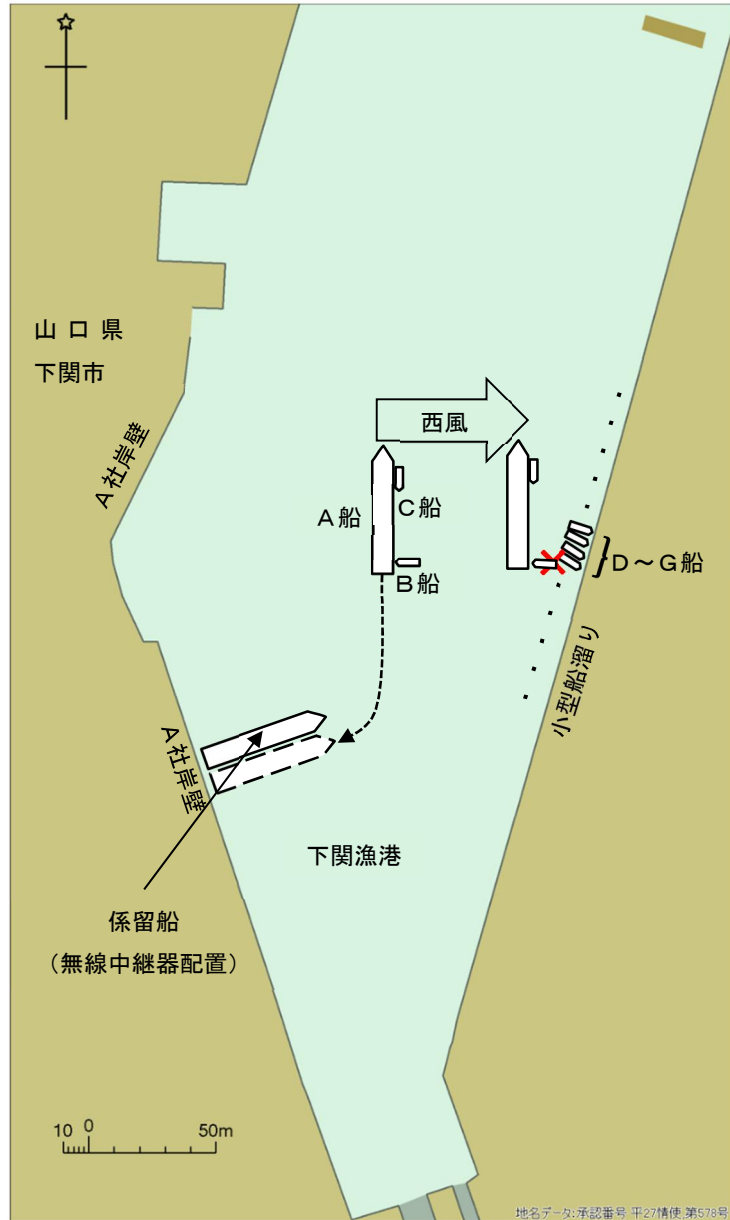 山口県
下関市
A社岸壁
西風
A船
C船
B船
D～G船
小型船溜り
A社岸壁
下関漁港
係留船
（無線中継器配置）
10 0 50m
地名データ:承認番号 平27情使,第578号